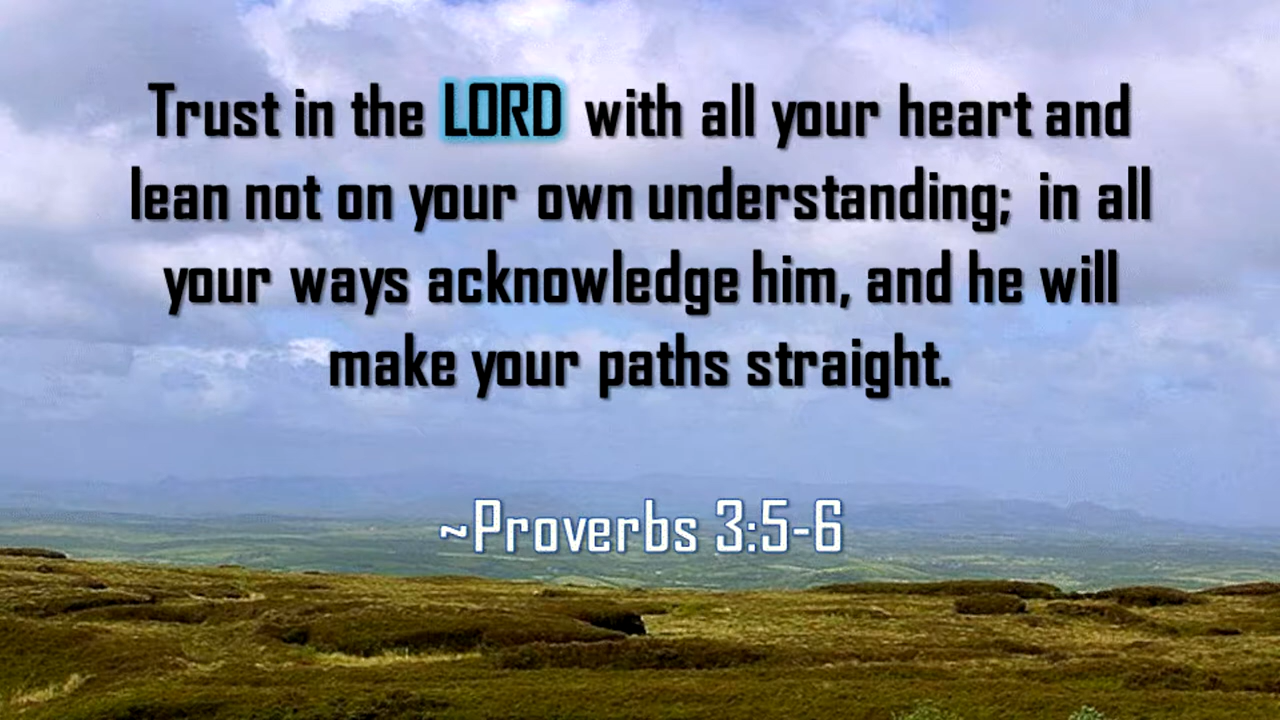 Trust in the LORD with all your heart and
lean not on your own understanding; in all
your ways acknowledge him, and he will
make your paths straight.
~Proverbs 3:5-6